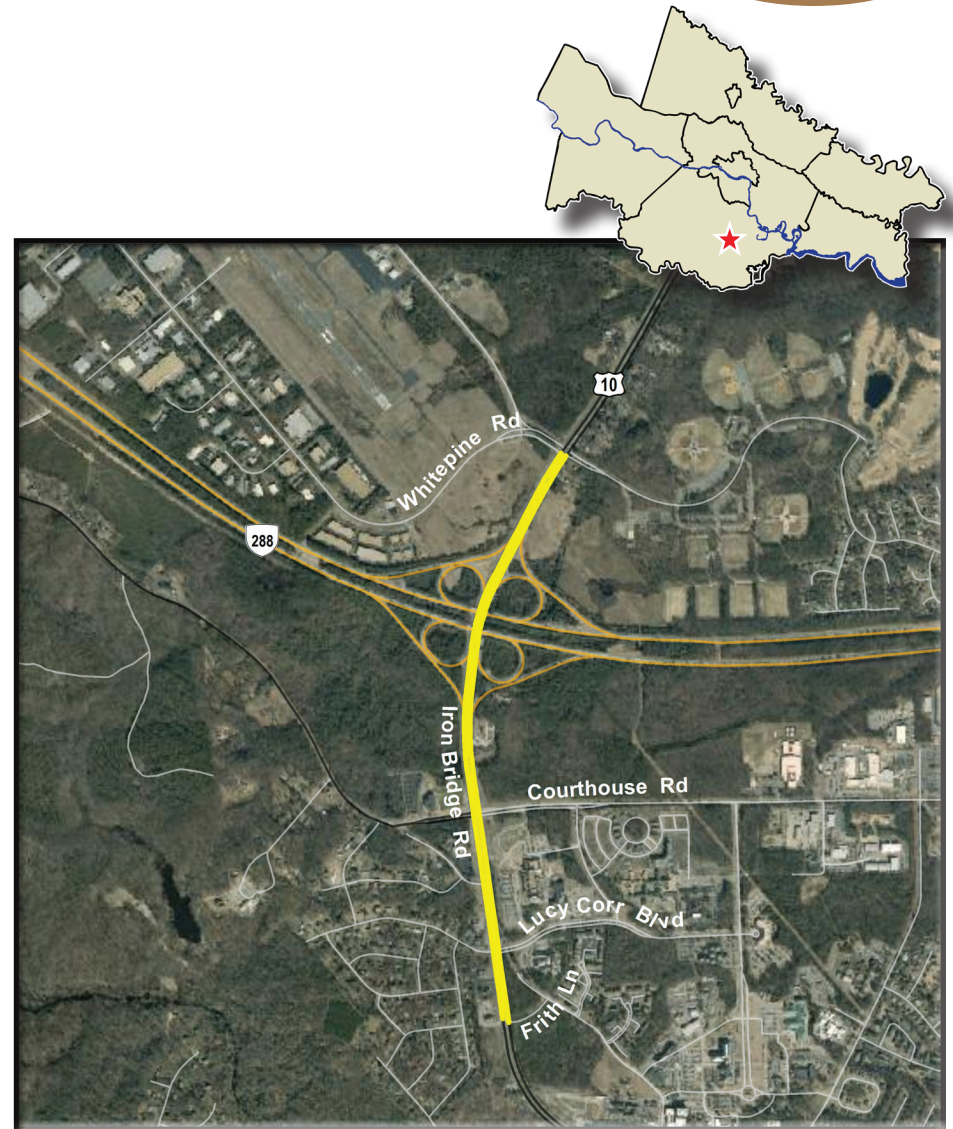 10
Whitepine Rd
288
Iron Bridge Rd
Courthouse Rd
Lucy Corr Blvd
Frith Ln